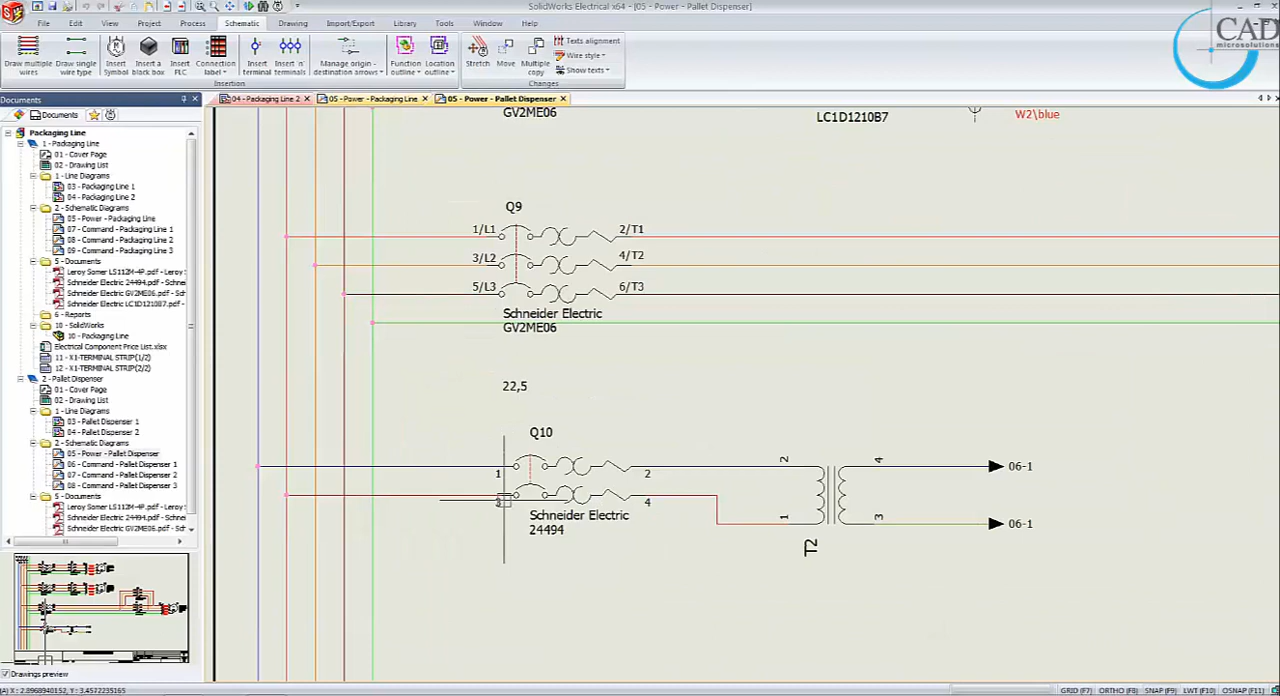 SolidWorks Electrical x64 - [05 - Power - Pallet Dispenser]
CAD
microsolutions
File Edit View Project Process Schematic Drawing Import/Export Library Tools Window Help
Draw multiple wires
Draw single wire type
Insert Symbol
Insert a black box
Insert PLC
Connection label
Insert terminal
Insert 'n' terminals
Manage origin - destination arrows
Function outline
Location outline
Stretch
Move
Multiple copy
Texts alignment
Wire style
Show texts
Insertion
Changes
Documents
04 - Packaging Line 2
05 - Power - Packaging Line
05 - Power - Pallet Dispenser
Documents
Packaging Line
1 - Packaging Line
01 - Cover Page
02 - Drawing List
1 - Line Diagrams
03 - Packaging Line 1
04 - Packaging Line 2
2 - Schematic Diagrams
05 - Power - Packaging Line
07 - Command - Packaging Line 1
08 - Command - Packaging Line 2
09 - Command - Packaging Line 3
5 - Documents
Leroy Somer LS112M-4P.pdf - Leroy
Schneider Electric 24494.pdf - Schne
Schneider Electric GV2ME06.pdf - Sc
Schneider Electric LC1D1210B7.pdf -
6 - Reports
10 - SolidWorks
10 - Packaging Line
Electrical Component Price List.xlsx
11 - X1-TERMINAL STRIP(1/2)
12 - X1-TERMINAL STRIP(2/2)
2 - Pallet Dispenser
01 - Cover Page
02 - Drawing List
1 - Line Diagrams
03 - Pallet Dispenser 1
04 - Pallet Dispenser 2
2 - Schematic Diagrams
05 - Power - Pallet Dispenser
06 - Command - Pallet Dispenser 1
07 - Command - Pallet Dispenser 2
08 - Command - Pallet Dispenser 3
5 - Documents
Leroy Somer LS112M-4P.pdf - Leroy
Schneider Electric 24494.pdf - Schne
Schneider Electric GV2ME06.pdf - Sc
Drawings preview
GV2ME06
LC1D1210B7
W2\blue
Q9
1/L1 2/T1
3/L2 4/T2
5/L3 6/T3
Schneider Electric
GV2ME06
22,5
Q10
1 2
4
Schneider Electric
24494
2 4 06-1
1 3 06-1
T2
(A) X : 2.8968940152, Y : 3.4572235165
GRID (F7) ORTHO (F8) SNAP (F9) LWT (F10) OSNAP (F11)